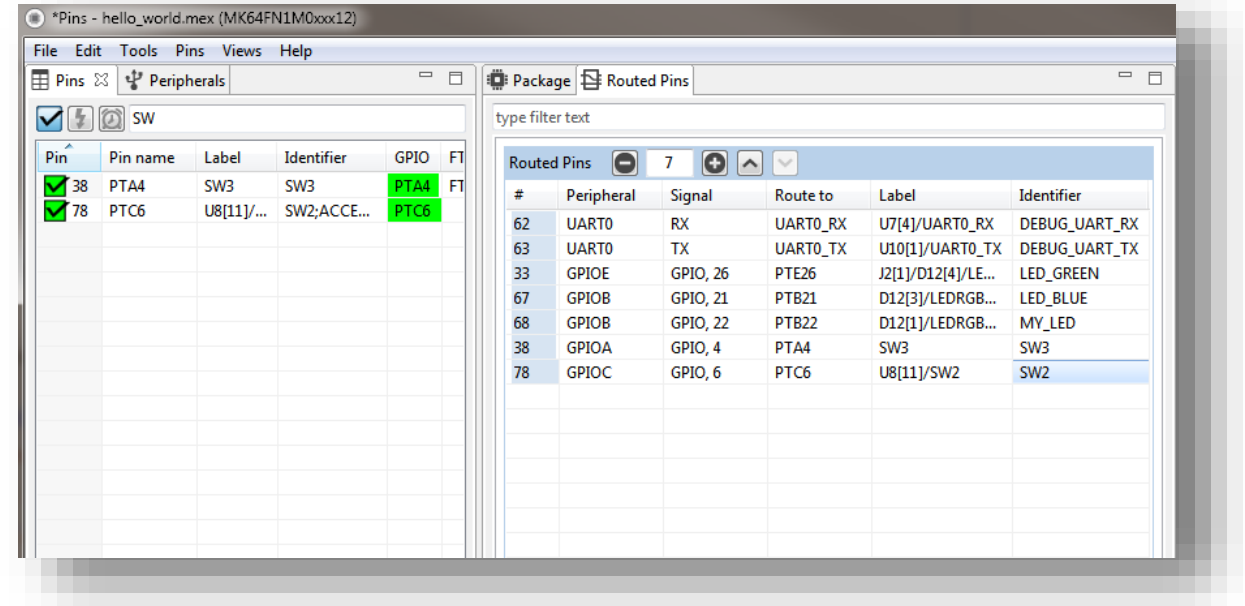 *Pins - hello_world.mex (MK64FN1M0xxx12)
File Edit Tools Pins Views Help
Pins Peripherals
SW
Pin Pin name Label Identifier GPIO FT
38 PTA4 SW3 SW3 PTA4 FT
78 PTC6 U8[11]/... SW2;ACCE... PTC6
Package Routed Pins
type filter text
Routed Pins 7
# Peripheral Signal Route to Label Identifier
62 UART0 RX UART0_RX U7[4]/UART0_RX DEBUG_UART_RX
63 UART0 TX UART0_TX U10[1]/UART0_TX DEBUG_UART_TX
33 GPIOE GPIO, 26 PTE26 J2[1]/D12[4]/LE... LED_GREEN
67 GPIOB GPIO, 21 PTB21 D12[3]/LEDRGB... LED_BLUE
68 GPIOB GPIO, 22 PTB22 D12[1]/LEDRGB... MY_LED
38 GPIOA GPIO, 4 PTA4 SW3 SW3
78 GPIOC GPIO, 6 PTC6 U8[11]/SW2 SW2